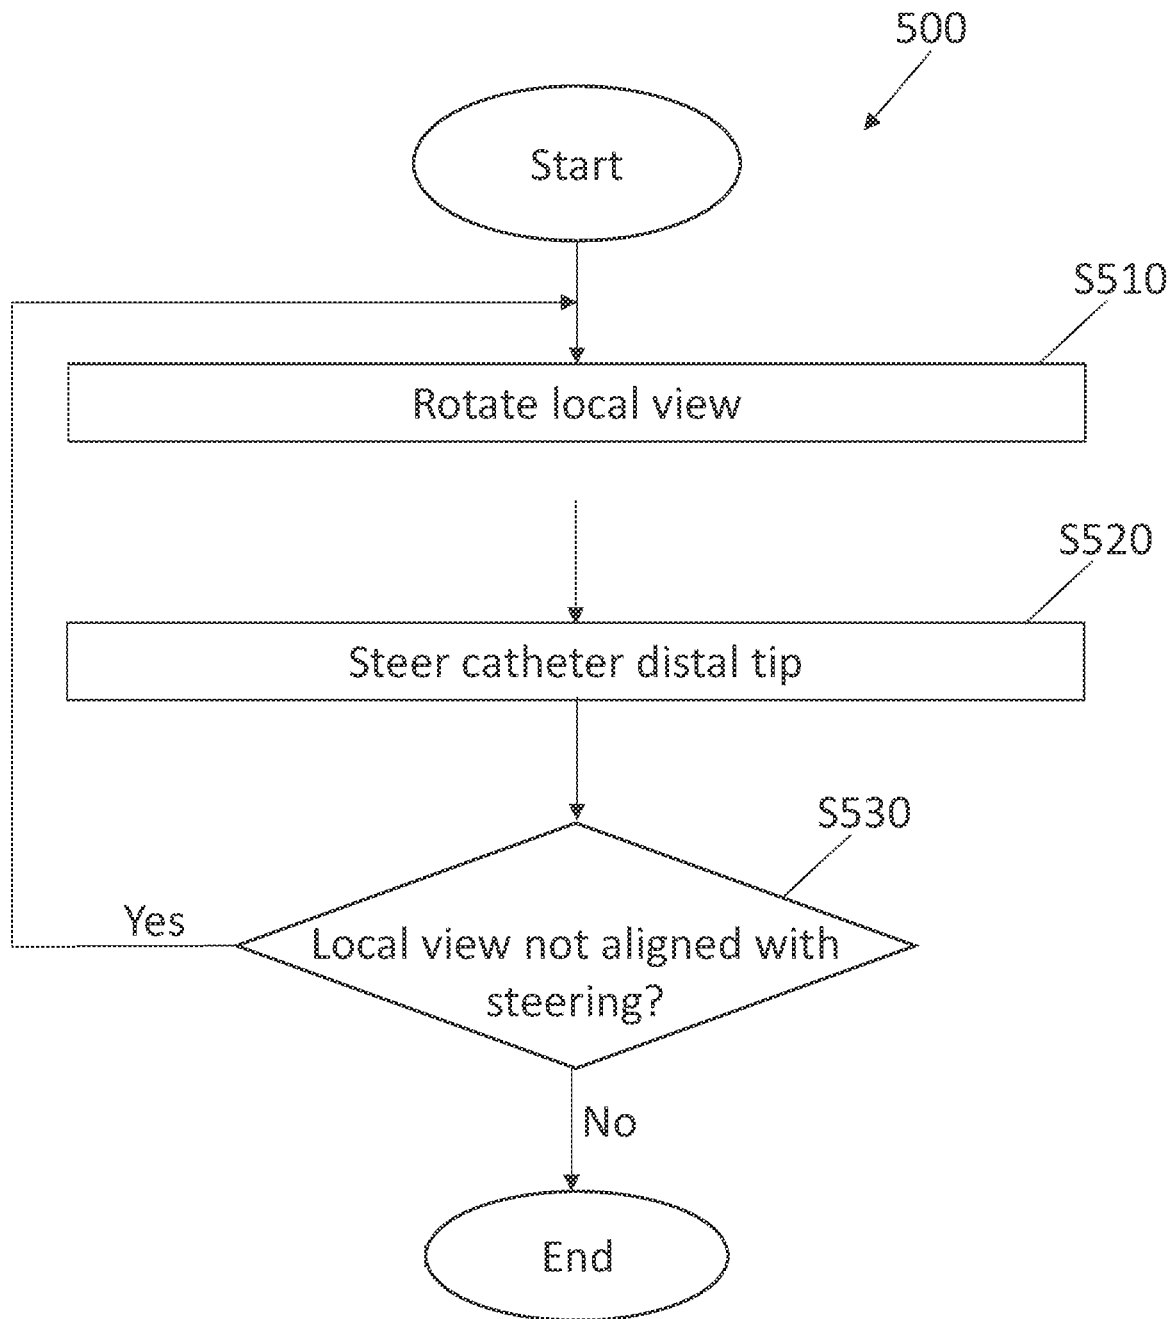 500
Start
S510
Rotate local view
S520
Steer catheter distal tip
S530
Yes
Local view not aligned with
steering?
No
End